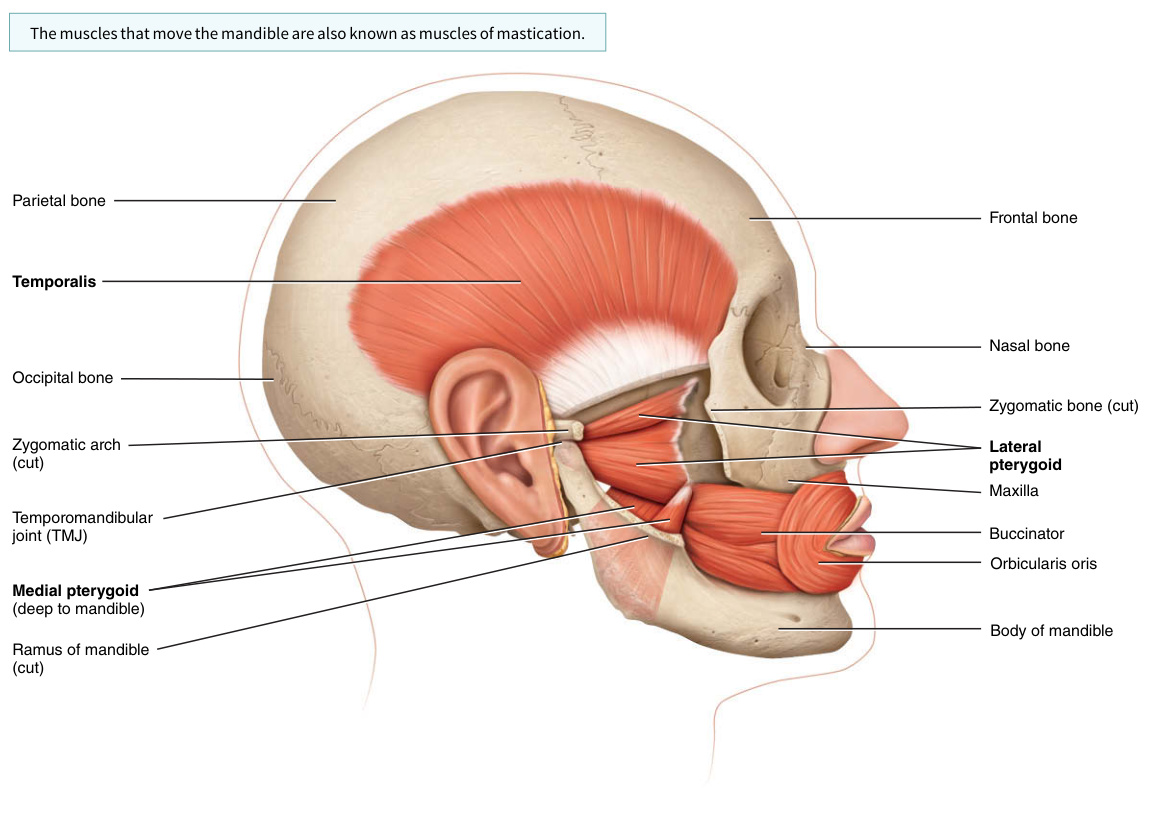 The muscles that move the mandible are also known as muscles of mastication.
Parietal bone
Temporalis
Occipital bone
Zygomatic arch
(cut)
Temporomandibular
joint (TMJ)
Medial pterygoid
(deep to mandible)
Ramus of mandible
(cut)
Frontal bone
Nasal bone
Zygomatic bone (cut)
Lateral
pterygoid
Maxilla
Buccinator
Orbicularis oris
Body of mandible